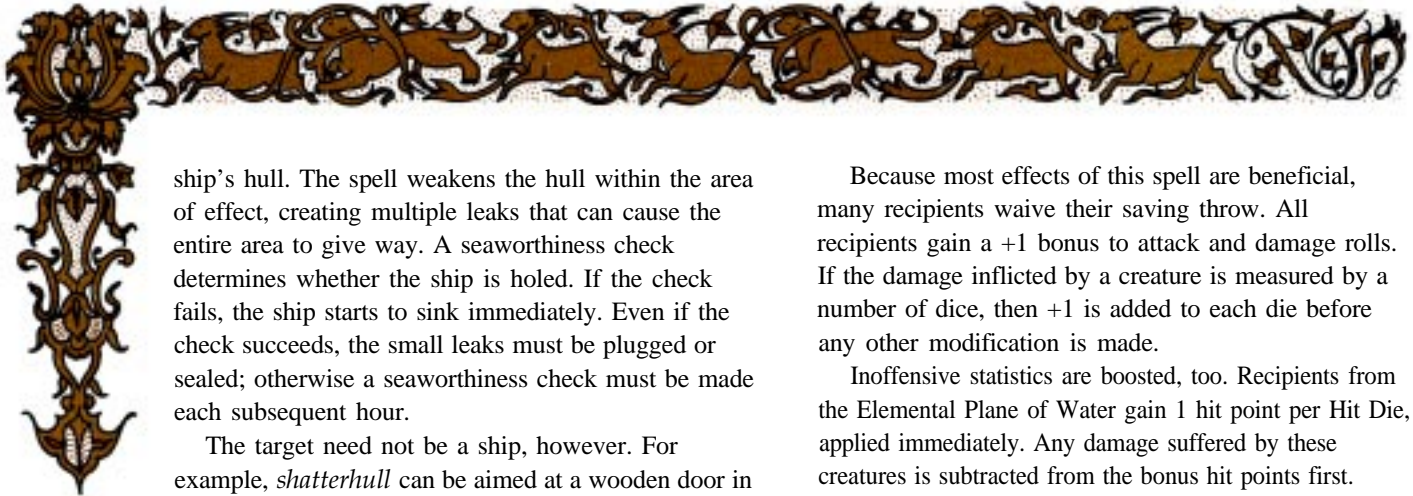 ship's hull. The spell weakens the hull within the area
of effect, creating multiple leaks that can cause the
entire area to give way. A seaworthiness check
determines whether the ship is holed. If the check
fails, the ship starts to sink immediately. Even if the
check succeeds, the small leaks must be plugged or
sealed; otherwise a seaworthiness check must be made
each subsequent hour.
The target need not be a ship, however. For
example, shatterhull can be aimed at a wooden door in
Because most effects of this spell are beneficial,
many recipients waive their saving throw. All
recipients gain a +1 bonus to attack and damage rolls.
If the damage inflicted by a creature is measured by a
number of dice, then +1 is added to each die before
any other modification is made.
Inoffensive statistics are boosted, too. Recipients from
the Elemental Plane of Water gain 1 hit point per Hit Die,
applied immediately. Any damage suffered by these
creatures is subtracted from the bonus hit points first.